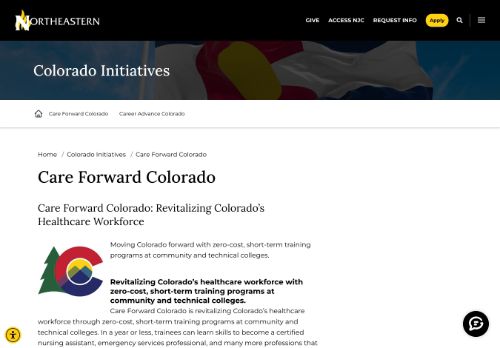 NORTHEASTERN
GIVE ACCESS NJC REQUEST INFO Apply
Colorado Initiatives
Care Forward Colorado Career Advance Colorado
Home / Colorado Initiatives / Care Forward Colorado
Care Forward Colorado
Care Forward Colorado: Revitalizing Colorado's
Healthcare Workforce
Moving Colorado forward with zero-cost, short-term training
programs at community and technical colleges.
Revitalizing Colorado's healthcare workforce with
zero-cost, short-term training programs at
community and technical colleges.
Care Forward Colorado is revitalizing Colorado's healthcare
workforce through zero-cost, short-term training programs at community and
technical colleges. In a year or less, trainees can learn skills to become a certified
nursing assistant, emergency services professional, and many more professions that